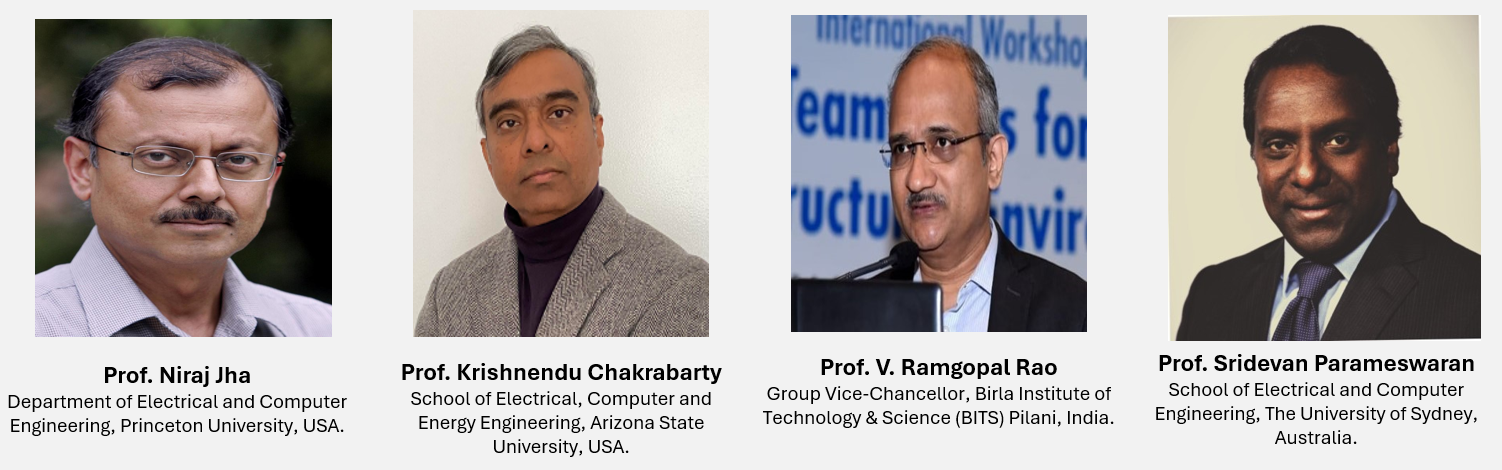 International Workshop
Team
s for
ructu
nvir
Prof. Niraj Jha
Department of Electrical and Computer
Engineering, Princeton University, USA.
Prof. Krishnendu Chakrabarty
School of Electrical, Computer and
Energy Engineering, Arizona State
University, USA.
Prof. V. Ramgopal Rao
Group Vice-Chancellor, Birla Institute of
Technology & Science (BITS) Pilani, India.
Prof. Sridevan Parameswaran
School of Electrical and Computer
Engineering, The University of Sydney,
Australia.